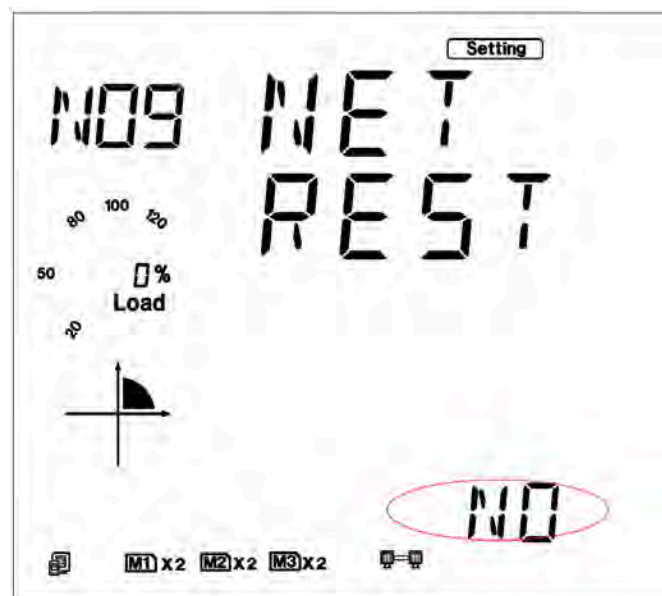 Setting
N09 NET
REST
80 100 120
50 0%
Load
20
NO
M1 X2 M2 X2 M3 X2